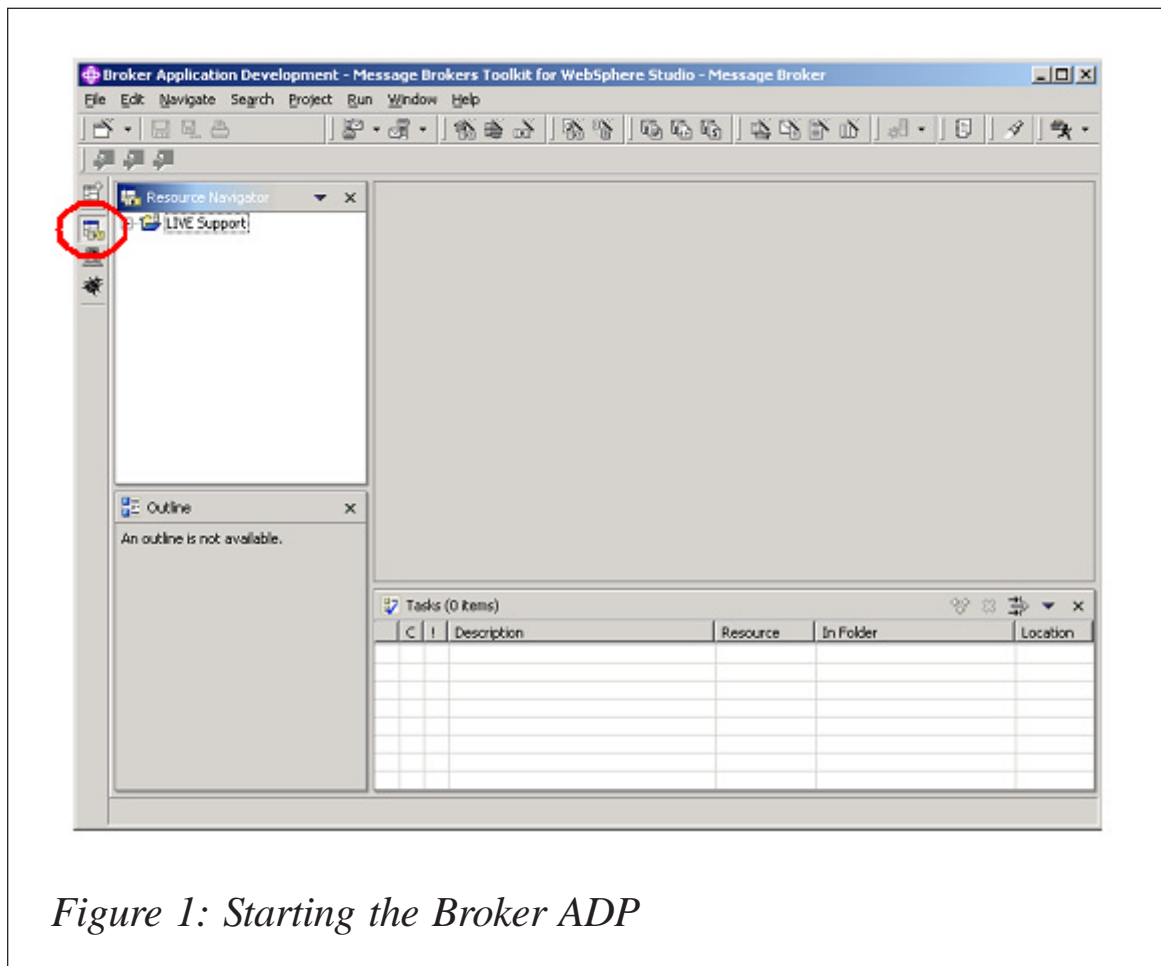 Broker Application Development - Message Brokers Toolkit for WebSphere Studio - Message Broker
File Edit Navigate Search Project Run Window Help
Resource Navigator
LIVE Support
Outline
An outline is not available.
Tasks (0 items)
C ! Description Resource In Folder Location
Figure 1: Starting the Broker ADP